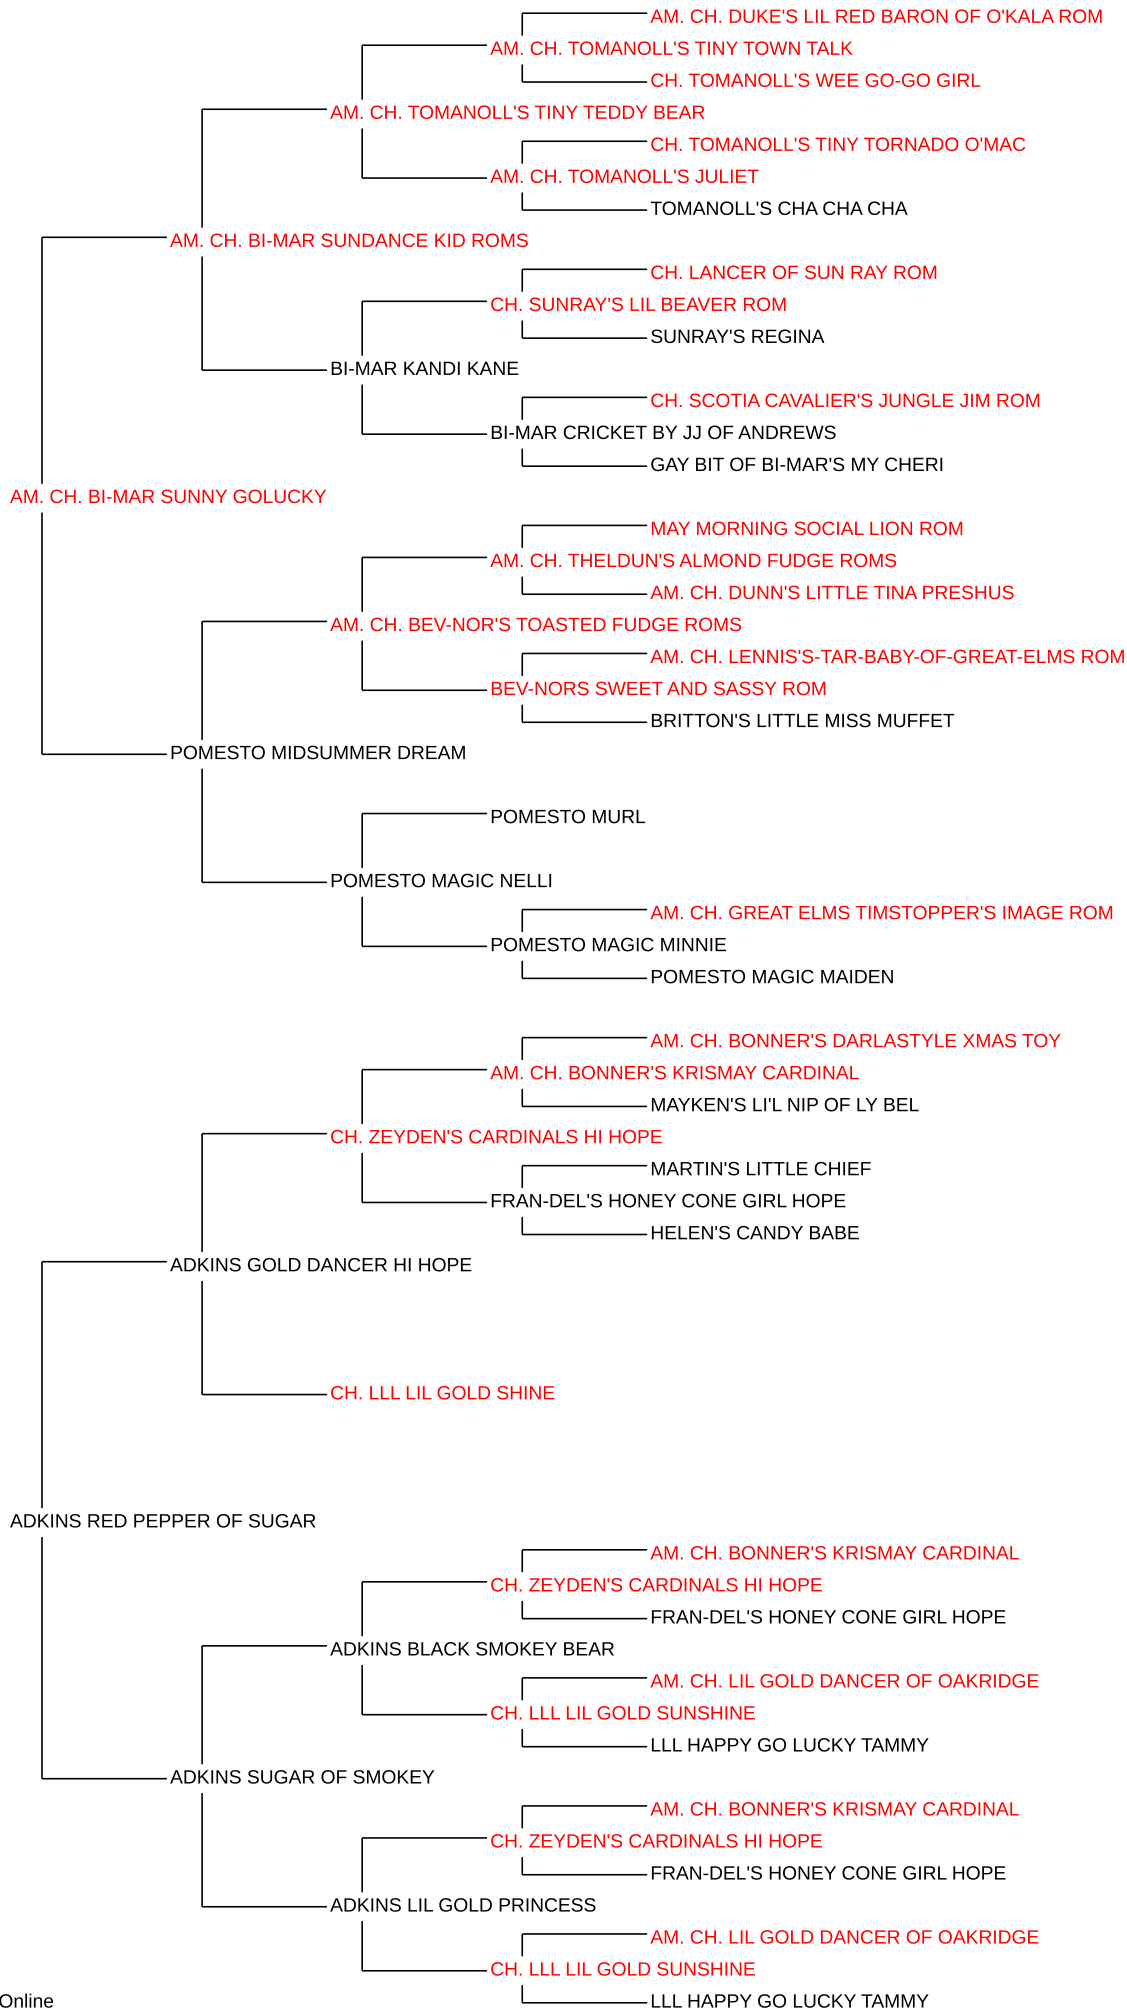 AM. CH. DUKE'S LIL RED BARON OF O'KALA ROM
AM. CH. TOMANOLL'S TINY TOWN TALK
CH. TOMANOLL'S WEE GO-GO GIRL
AM. CH. TOMANOLL'S TINY TEDDY BEAR
CH. TOMANOLL'S TINY TORNADO O'MAC
AM. CH. TOMANOLL'S JULIET
TOMANOLL'S CHA CHA CHA
AM. CH. BI-MAR SUNDANCE KID ROMS
CH. LANCER OF SUN RAY ROM
CH. SUNRAY'S LIL BEAVER ROM
SUNRAY'S REGINA
BI-MAR KANDI KANE
CH. SCOTIA CAVALIER'S JUNGLE JIM ROM
BI-MAR CRICKET BY JJ OF ANDREWS
GAY BIT OF BI-MAR'S MY CHERI
AM. CH. BI-MAR SUNNY GOLUCKY
MAY MORNING SOCIAL LION ROM
AM. CH. THELDUN'S ALMOND FUDGE ROMS
AM. CH. DUNN'S LITTLE TINA PRESHUS
AM. CH. BEV-NOR'S TOASTED FUDGE ROMS
AM. CH. LENNIS'S-TAR-BABY-OF-GREAT-ELMS ROM
BEV-NORS SWEET AND SASSY ROM
BRITTON'S LITTLE MISS MUFFET
POMESTO MIDSUMMER DREAM
POMESTO MURL
POMESTO MAGIC NELLI
AM. CH. GREAT ELMS TIMSTOPPER'S IMAGE ROM
POMESTO MAGIC MINNIE
POMESTO MAGIC MAIDEN
AM. CH. BONNER'S DARLASTYLE XMAS TOY
AM. CH. BONNER'S KRISMAY CARDINAL
MAYKEN'S LI'L NIP OF LY BEL
CH. ZEYDEN'S CARDINALS HI HOPE
MARTIN'S LITTLE CHIEF
FRAN-DEL'S HONEY CONE GIRL HOPE
HELEN'S CANDY BABE
ADKINS GOLD DANCER HI HOPE
CH. LLL LIL GOLD SHINE
ADKINS RED PEPPER OF SUGAR
AM. CH. BONNER'S KRISMAY CARDINAL
CH. ZEYDEN'S CARDINALS HI HOPE
FRAN-DEL'S HONEY CONE GIRL HOPE
ADKINS BLACK SMOKEY BEAR
AM. CH. LIL GOLD DANCER OF OAKRIDGE
CH. LLL LIL GOLD SUNSHINE
LLL HAPPY GO LUCKY TAMMY
ADKINS SUGAR OF SMOKEY
AM. CH. BONNER'S KRISMAY CARDINAL
CH. ZEYDEN'S CARDINALS HI HOPE
FRAN-DEL'S HONEY CONE GIRL HOPE
ADKINS LIL GOLD PRINCESS
AM. CH. LIL GOLD DANCER OF OAKRIDGE
CH. LLL LIL GOLD SUNSHINE
LLL HAPPY GO LUCKY TAMMY
Online